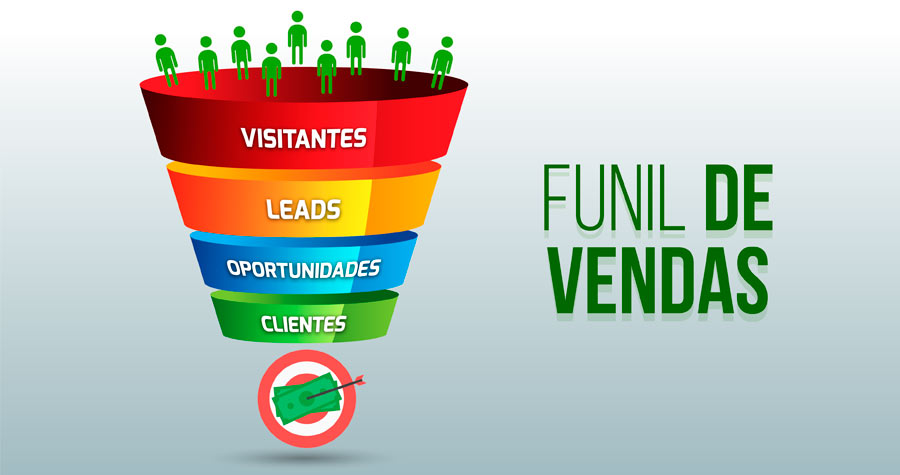 VISITANTES
LEADS
OPORTUNIDADES
CLIENTES
FUNIL DE
VENDAS